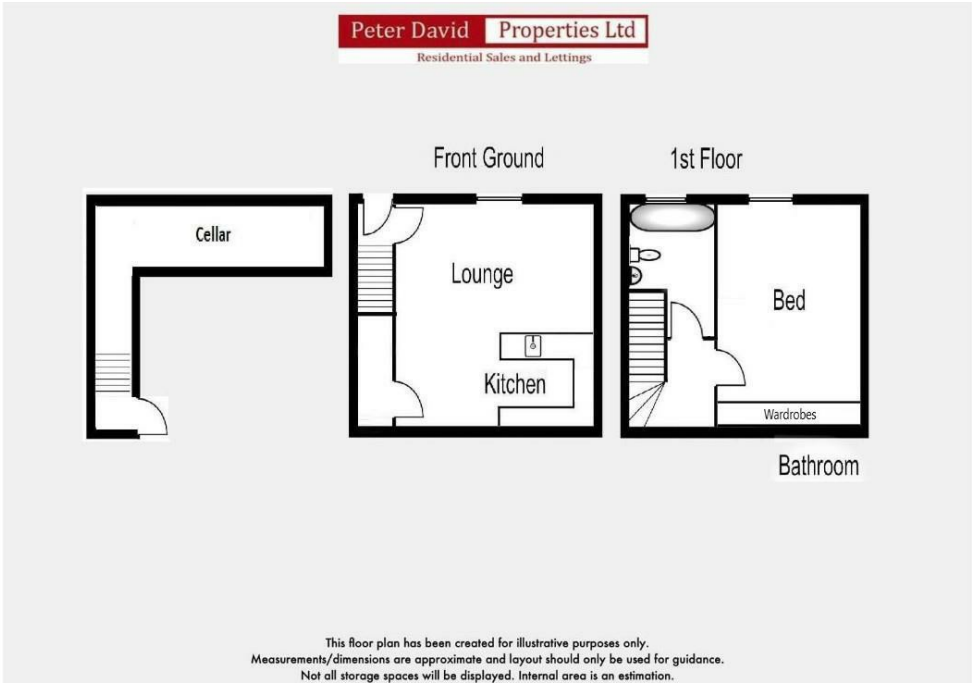 Peter David Properties Ltd
Residential Sales and Lettings
Front Ground
1st Floor
Cellar
Lounge
Bed
Kitchen
Wardrobes
Bathroom
This floor plan has been created for illustrative purposes only.
Measurements/dimensions are approximate and layout should only be used for guidance.
Not all storage spaces will be displayed. Internal area is an estimation.